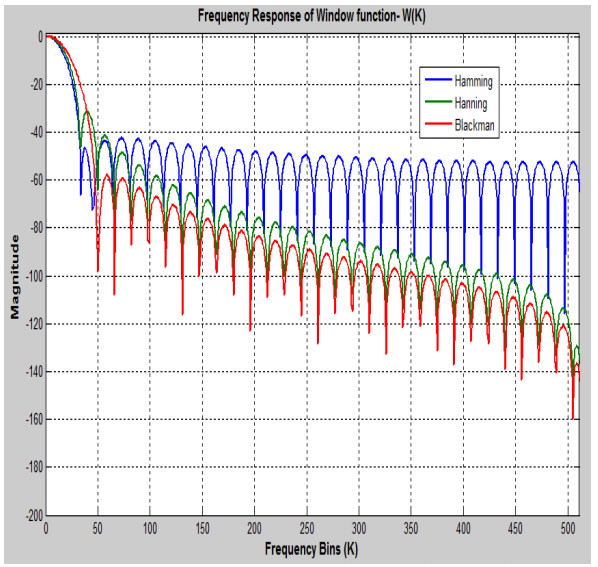 Frequency Response of Window function- W(K)
0
-20
-40
-60
-80
-100
-120
-140
-160
-180
-200
Magnitude
Hamming
Hanning
Blackman
0 50 100 150 200 250 300 350 400 450 500
Frequency Bins (K)